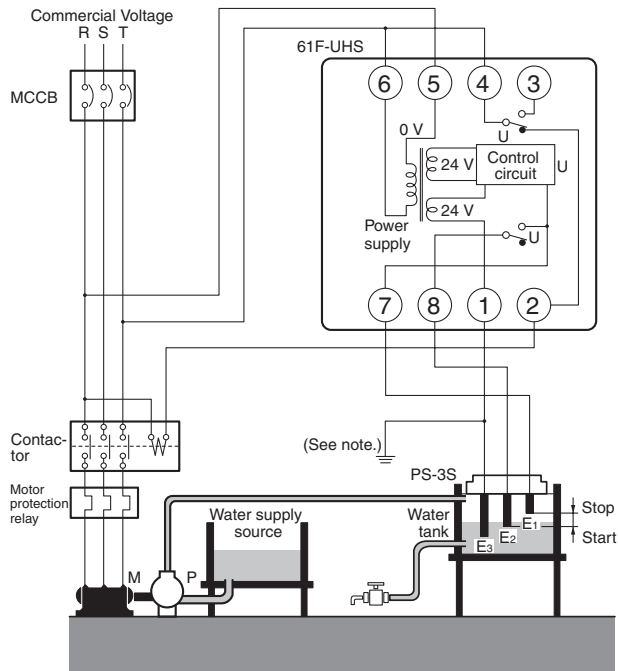 Commercial Voltage
R S T
61F-UHS
MCCB
6 5 4 3
0 V
U
24 V
Control
circuit
U
24 V
Power
supply
U
7 8 1 2
Contac-
tor
(See note.)
PS-3S
Motor
protection
relay
Water supply
source
Water
tank
Stop
E1
E2
Start
E3
M
P